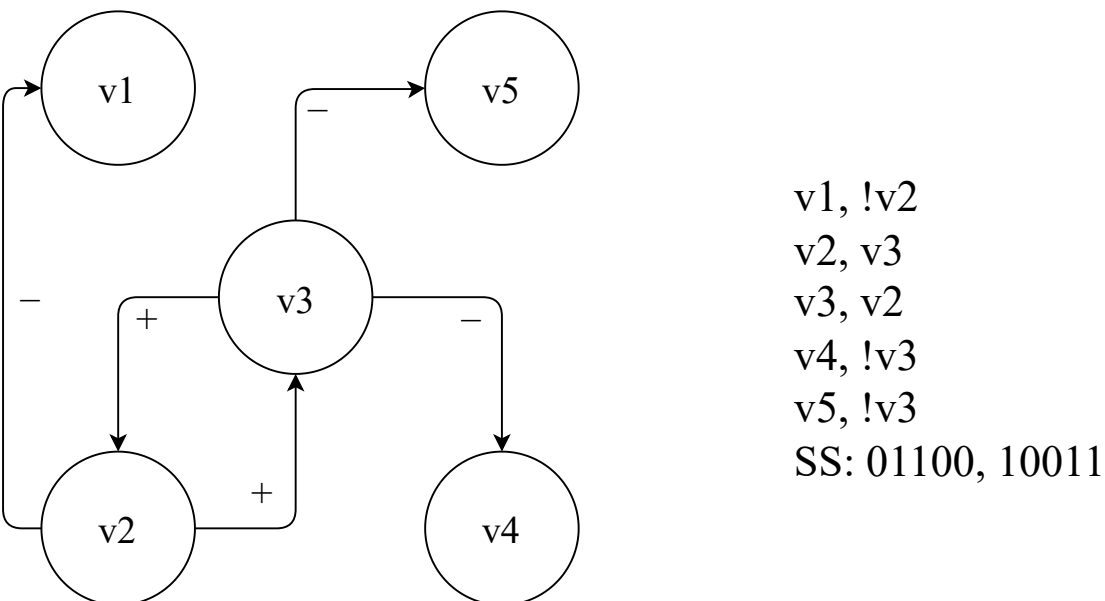 v1
v5
–
v3
+
–
–
+
v2
v4
v1, !v2
v2, v3
v3, v2
v4, !v3
v5, !v3
SS: 01100, 10011